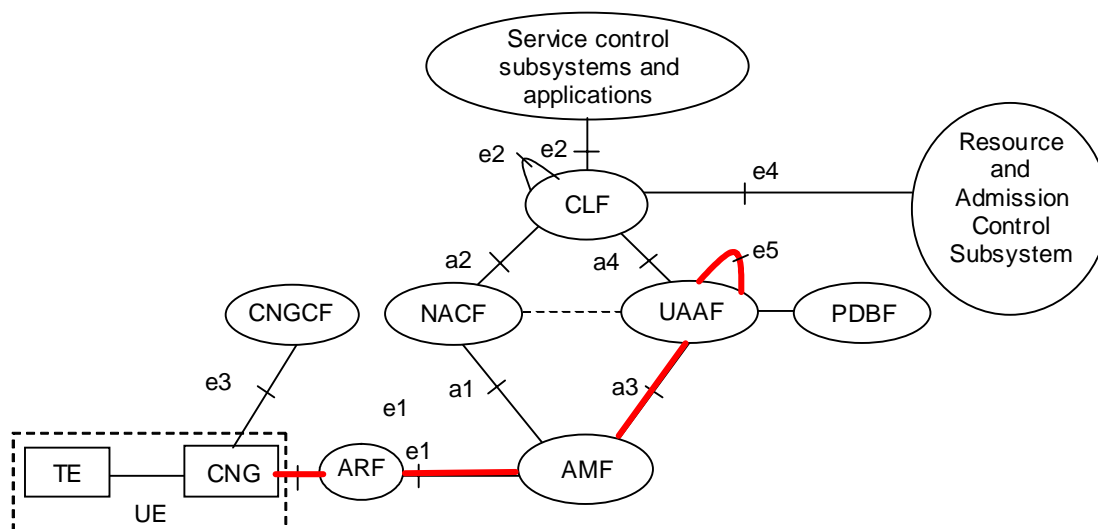 Service control
subsystems and
applications
e2
e2
Resource
and
Admission
Control
Subsystem
e4
CLF
a2
a4
e5
CNGCF
NACF
UAAF
PDBF
e3
a1
a3
e1
e1
TE
CNG
ARF
AMF
UE